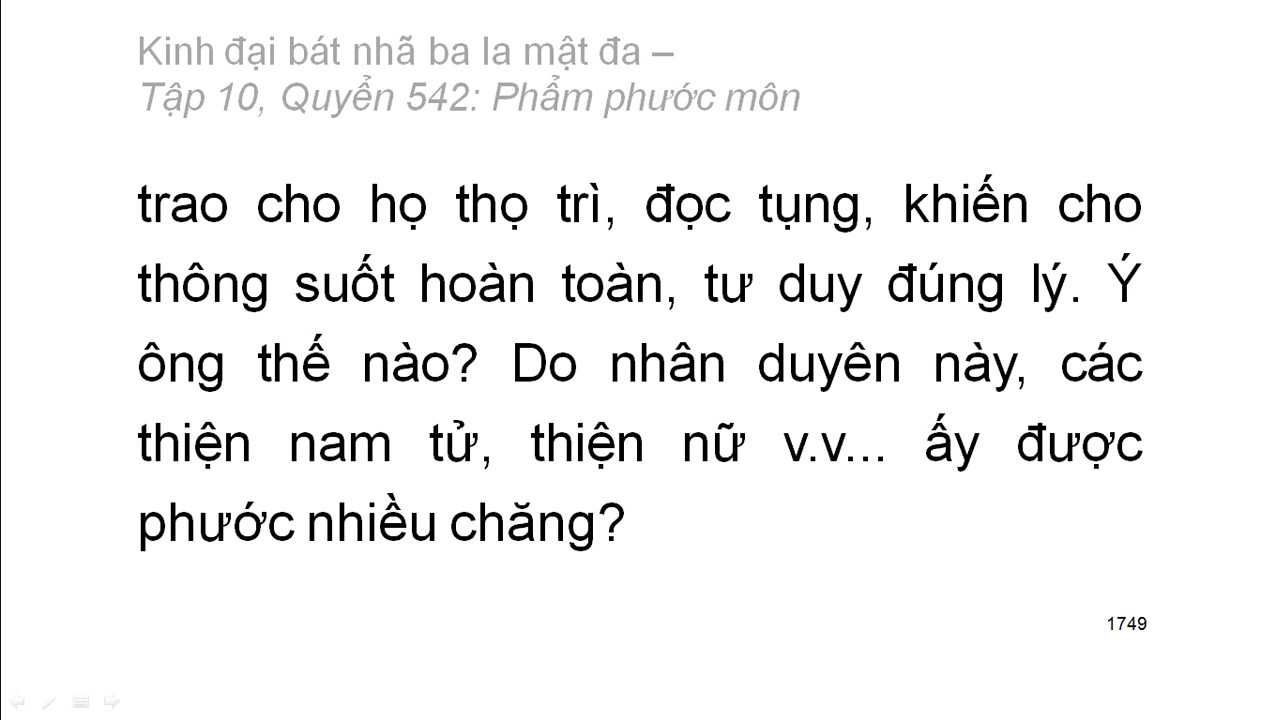 Kinh đại bát nhã ba la mật đa –
Tập 10, Quyển 542: Phẩm phước môn
trao cho họ thọ trì, đọc tụng, khiến cho
thông suốt hoàn toàn, tư duy đúng lý. Ý
ông thế nào? Do nhân duyên này, các
thiện nam tử, thiện nữ v.v... ấy được
phước nhiều chăng?
1749